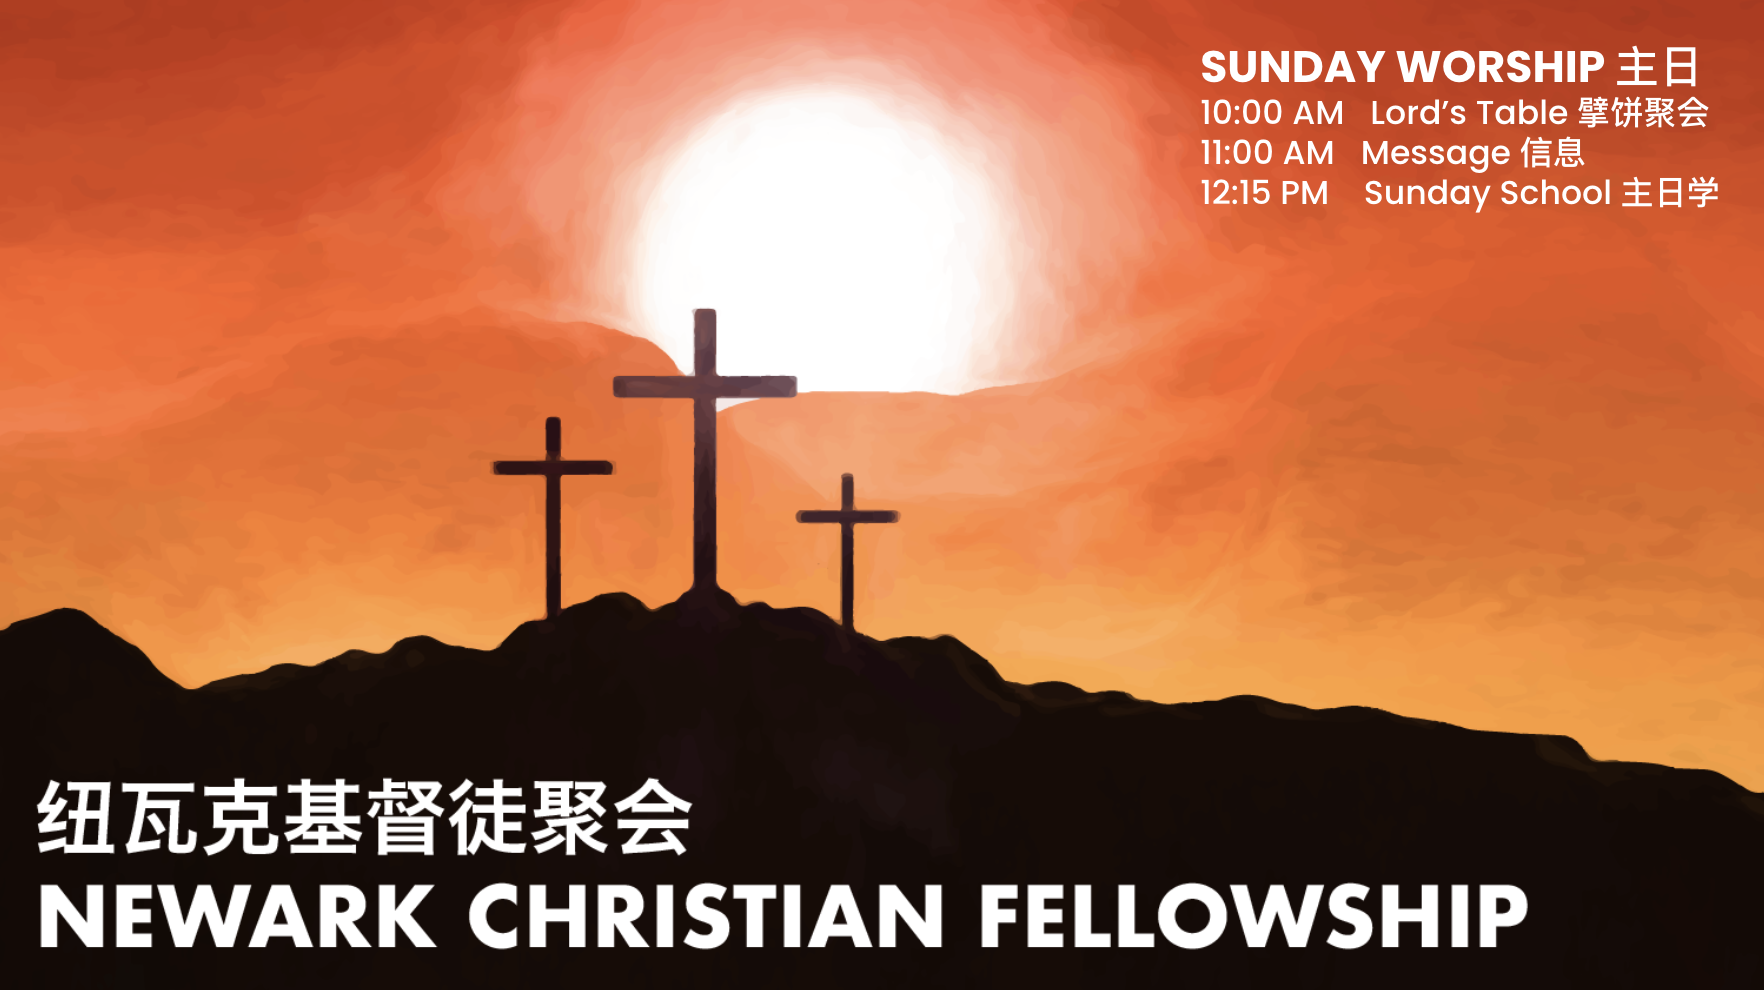 SUNDAY WORSHIP 主日
10:00 AM Lord’s Table 擘饼聚会
11:00 AM Message 信息
12:15 PM Sunday School 主日学
纽瓦克基督徒聚会
NEWARK CHRISTIAN FELLOWSHIP